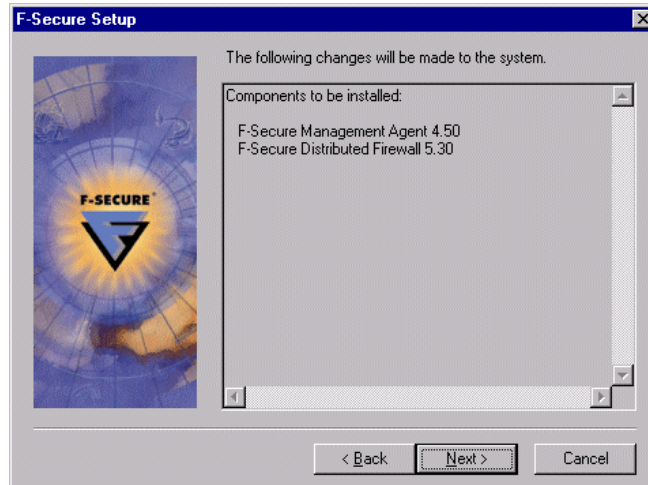 F-Secure Setup
The following changes will be made to the system.
Components to be installed:
F-Secure Management Agent 4.50
F-Secure Distributed Firewall 5.30
F-SECURE
< Back
Next >
Cancel